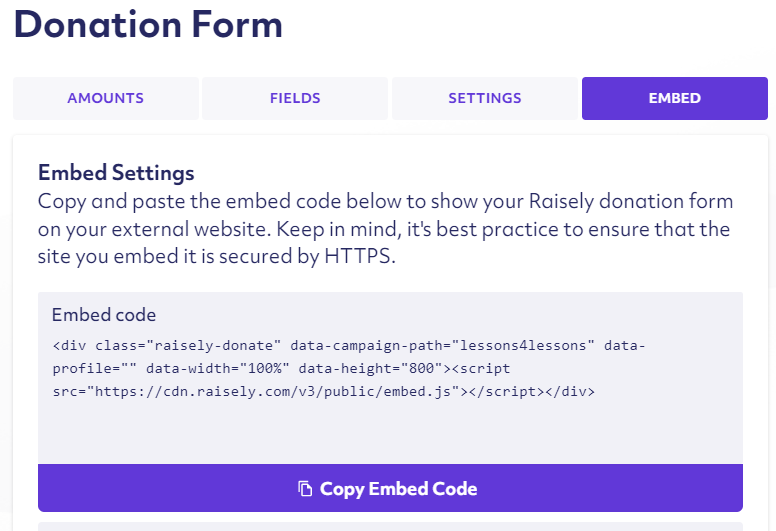 Donation Form
AMOUNTS
FIELDS
SETTINGS
EMBED
Embed Settings
Copy and paste the embed code below to show your Raisely donation form
on your external website. Keep in mind, it's best practice to ensure that the
site you embed it is secured by HTTPS.
Embed code
<div class="raisely-donate" data-campaign-path="lessons4lessons" data-
profile="" data-width="100%" data-height="800"><script
src="https://cdn.raisely.com/v3/public/embed.js"></script></div>
Copy Embed Code